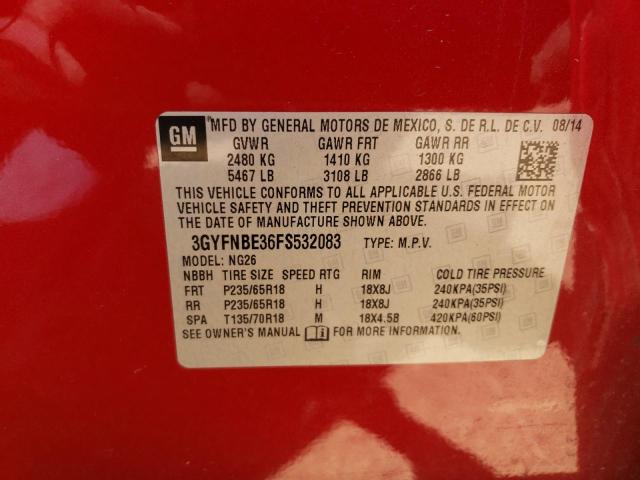 GM MFD BY GENERAL MOTORS DE MEXICO, S. DE R.L. DE C.V. 08/14
GVWR GAWR FRT GAWR RR
2480 KG 1410 KG 1300 KG
5467 LB 3108 LB 2866 LB
THIS VEHICLE CONFORMS TO ALL APPLICABLE U.S. FEDERAL MOTOR
VEHICLE SAFETY AND THEFT PREVENTION STANDARDS IN EFFECT ON
THE DATE OF MANUFACTURE SHOWN ABOVE.
3GYFNBE36FS532083 TYPE: M.P.V.
MODEL: NG26
NBBH TIRE SIZE SPEED RTG RIM COLD TIRE PRESSURE
FRT P235/65R18 H 18X8J 240KPA(35PSI)
RR P235/65R18 H 18X8J 240KPA(35PSI)
SPA T135/70R18 M 18X4.5B 420KPA(60PSI)
SEE OWNER'S MANUAL FOR MORE INFORMATION.